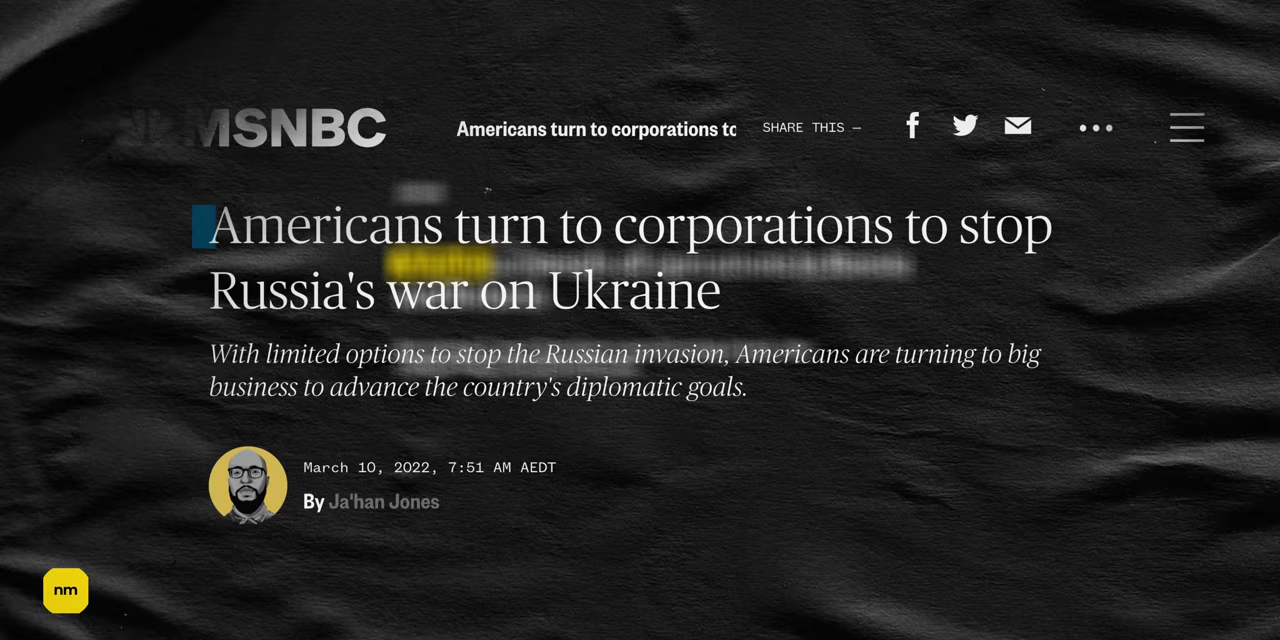 MSNBC
Americans turn to corporations to
SHARE THIS —
Americans turn to corporations to stop
Russia's war on Ukraine
With limited options to stop the Russian invasion, Americans are turning to big
business to advance the country's diplomatic goals.
March 10, 2022, 7:51 AM AEDT
By Ja'han Jones
nm